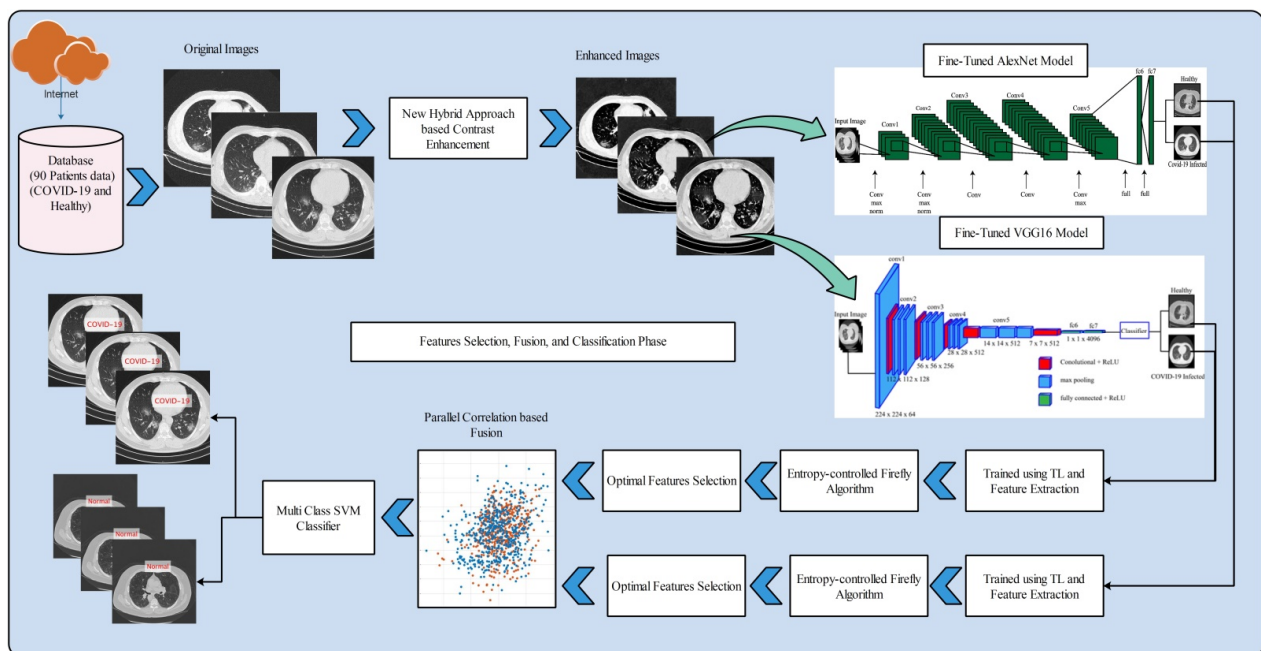 Original Images
Enhanced Images
Internet
Database
(90 Patients data)
(COVID-19 and
Healthy)
New Hybrid Approach
based Contrast
Enhancement
Fine-Tuned AlexNet Model
Input Image
Conv1
Conv2
Conv3
Conv4
Conv5
fc6
fc7
Healthy
Covid-19 Infected
Conv
max
norm
Conv
max
norm
Conv
Conv
Conv
max
full
full
Fine-Tuned VGG16 Model
Input Image
conv1
conv2
conv3
conv4
conv5
fc6
fc7
Classifier
Healthy
COVID-19 Infected
224 x 224 x 64
112 x 112 x 128
56 x 56 x 256
28 x 28 x 512
14 x 14 x 512
7 x 7 x 512
1 x 1 x 4096
Conolutional + ReLU
max pooling
fully connected + ReLU
Features Selection, Fusion, and Classification Phase
Trained using TL and
Feature Extraction
Entropy-controlled Firefly
Algorithm
Optimal Features Selection
Trained using TL and
Feature Extraction
Entropy-controlled Firefly
Algorithm
Optimal Features Selection
Parallel Correlation based
Fusion
Multi Class SVM
Classifier
COVID-19
COVID-19
COVID-19
Normal
Normal
Normal